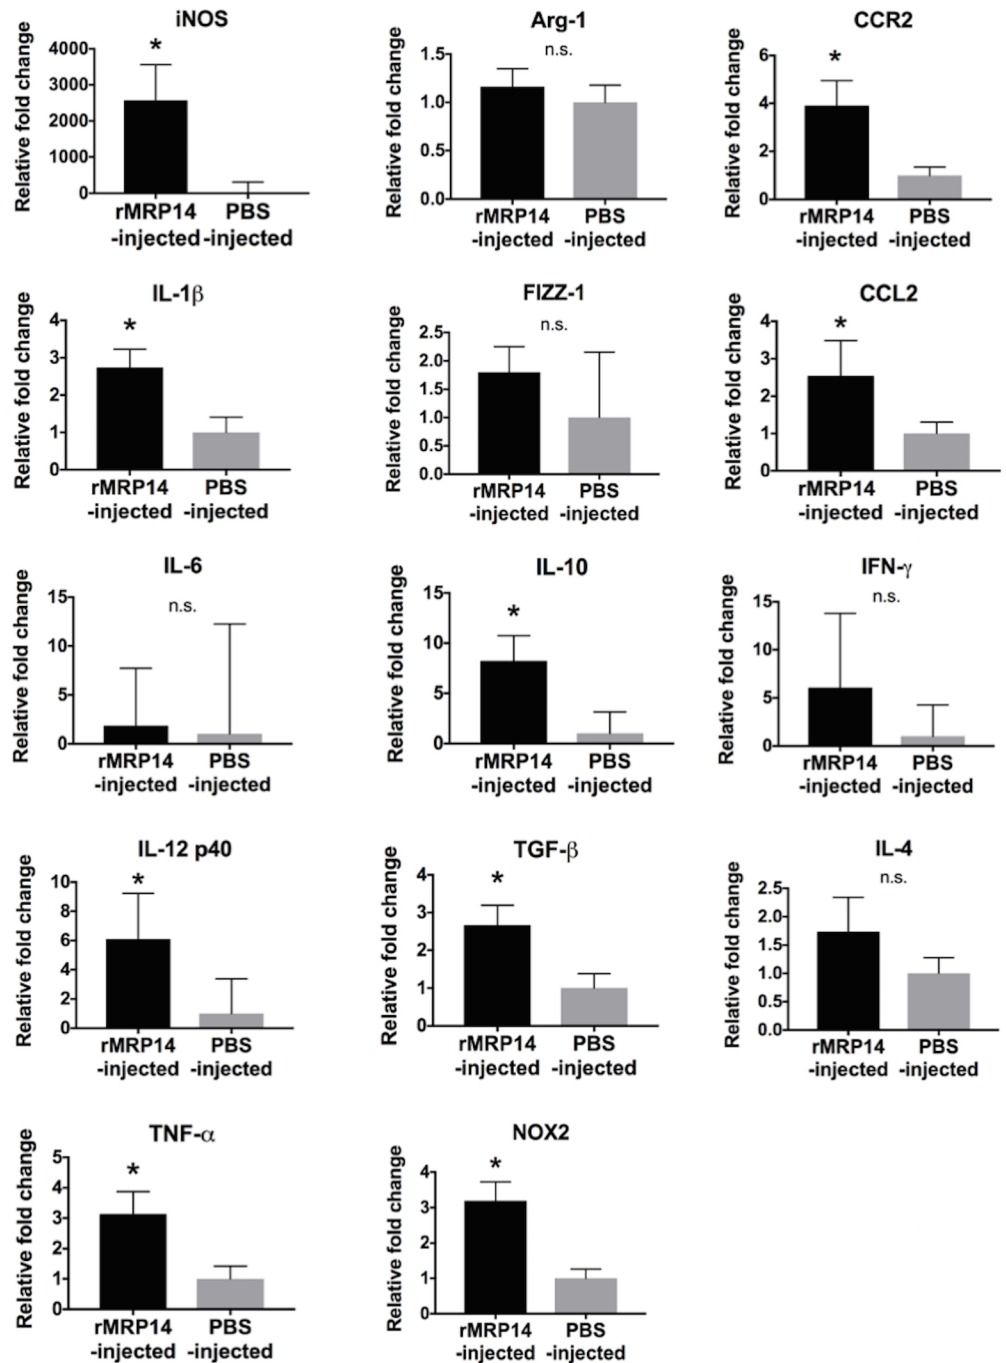 iNOS
Relative fold change
4000
3000
2000
1000
0
*
rMRP14 PBS
-injected -injected
Arg-1
n.s.
Relative fold change
1.5
1.0
0.5
0.0
rMRP14 PBS
-injected -injected
CCR2
Relative fold change
6
4
2
0
*
rMRP14 PBS
-injected -injected
IL-1β
Relative fold change
4
3
2
1
0
*
rMRP14 PBS
-injected -injected
FIZZ-1
n.s.
Relative fold change
2.5
2.0
1.5
1.0
0.5
0.0
rMRP14 PBS
-injected -injected
CCL2
Relative fold change
4
3
2
1
0
*
rMRP14 PBS
-injected -injected
IL-6
n.s.
Relative fold change
15
10
5
0
rMRP14 PBS
-injected -injected
IL-10
Relative fold change
15
10
5
0
*
rMRP14 PBS
-injected -injected
IFN-γ
n.s.
Relative fold change
15
10
5
0
rMRP14 PBS
-injected -injected
IL-12 p40
Relative fold change
10
8
6
4
2
0
*
rMRP14 PBS
-injected -injected
TGF-β
Relative fold change
4
3
2
1
0
*
rMRP14 PBS
-injected -injected
IL-4
n.s.
Relative fold change
2.5
2.0
1.5
1.0
0.5
0.0
rMRP14 PBS
-injected -injected
TNF-α
Relative fold change
5
4
3
2
1
0
*
rMRP14 PBS
-injected -injected
NOX2
Relative fold change
4
3
2
1
0
*
rMRP14 PBS
-injected -injected